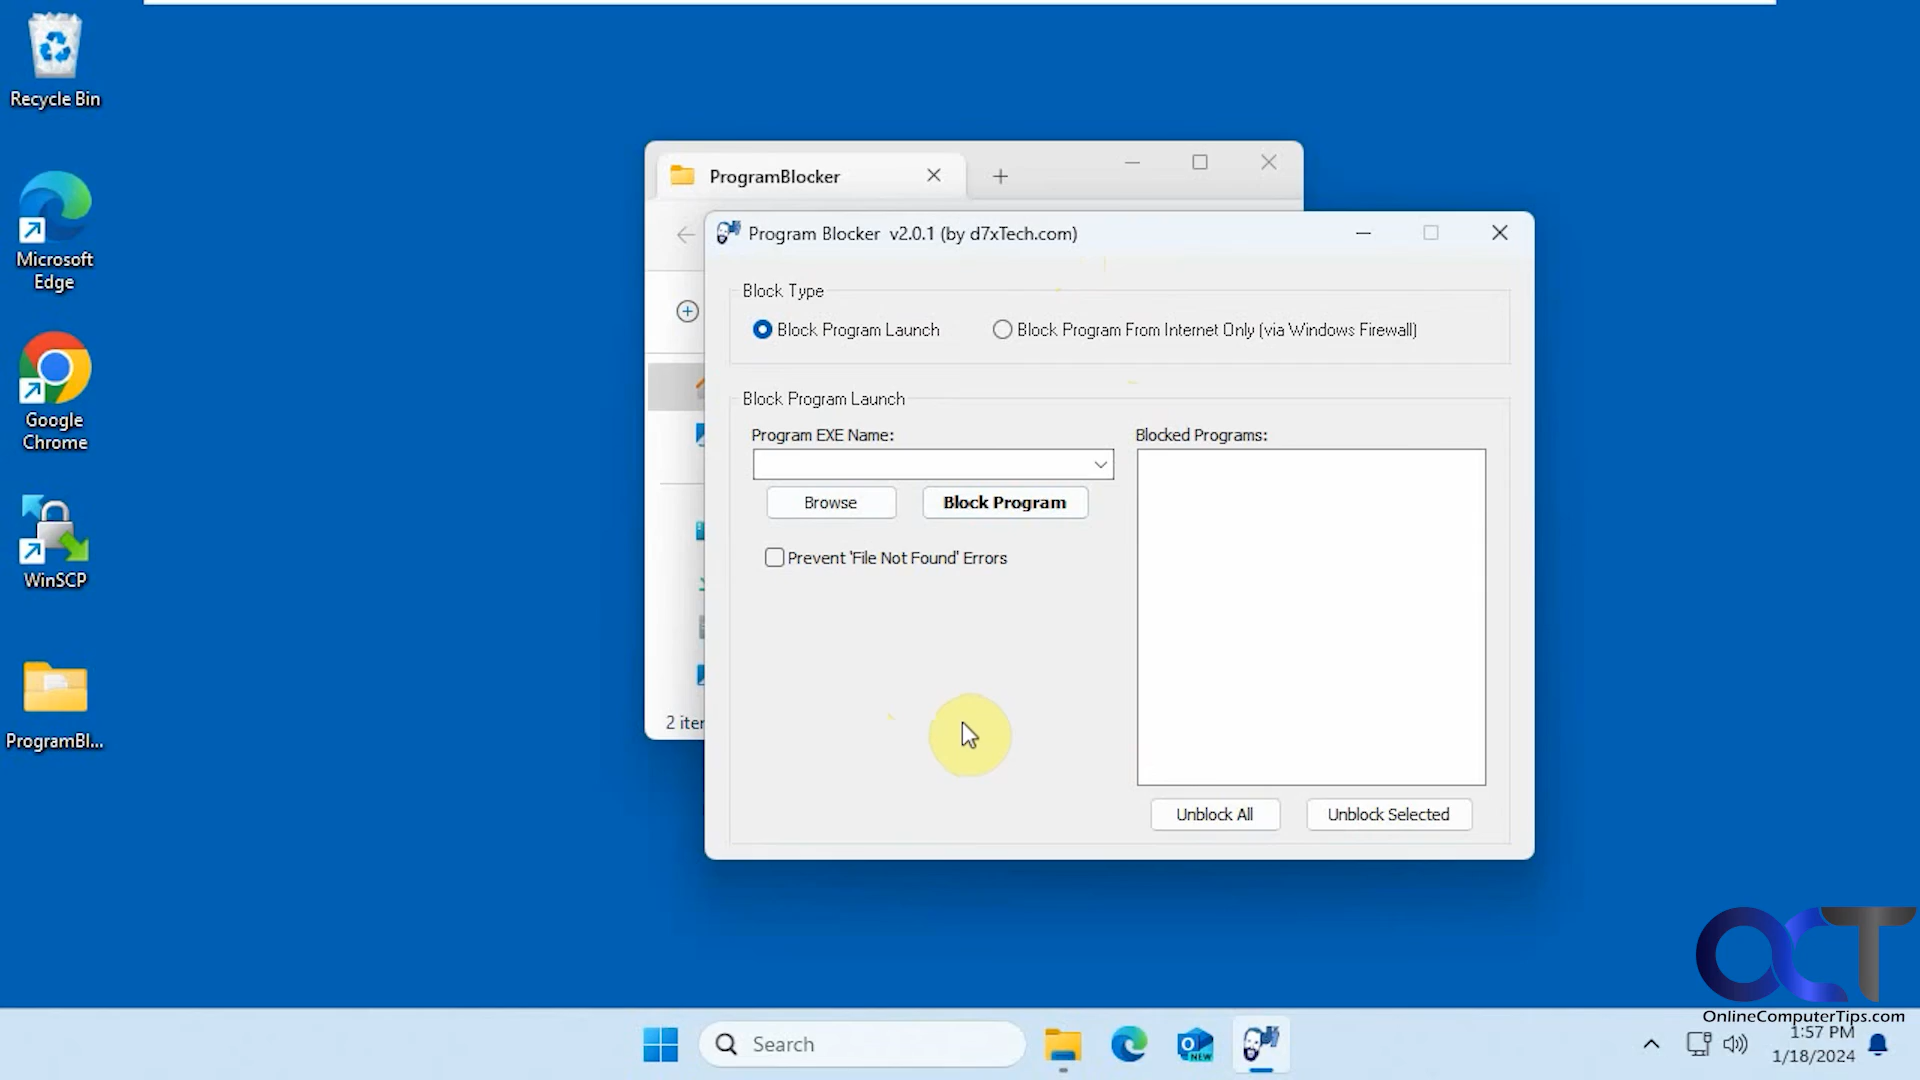 Recycle Bin
Microsoft
Edge
Google
Chrome
WinSCP
ProgramBl...
ProgramBlocker
Program Blocker v2.0.1 (by d7xTech.com)
Block Type
Block Program Launch
Block Program From Internet Only (via Windows Firewall)
Block Program Launch
Program EXE Name:
Blocked Programs:
Browse
Block Program
Prevent 'File Not Found' Errors
2 iter
Unblock All
Unblock Selected
OCT
OnlineComputerTips.com
Search
O NEW
1:57 PM
1/18/2024